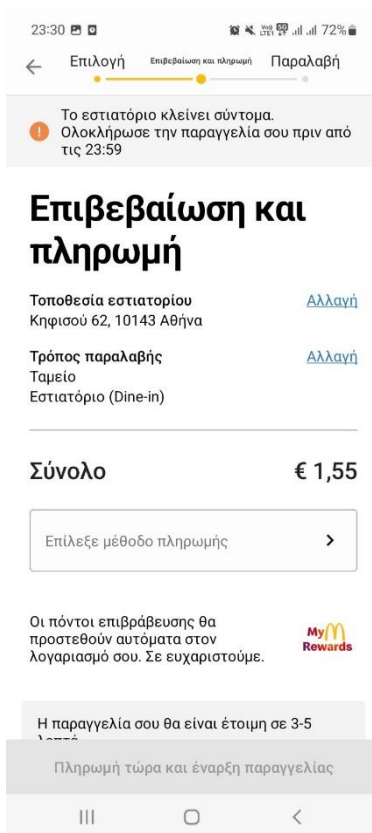 23:30 72%
Επιλογή Επιβεβαίωση και πληρωμή Παραλαβή
Το εστιατόριο κλείνει σύντομα.
Ολοκλήρωσε την παραγγελία σου πριν από
τις 23:59
Επιβεβαίωση και
πληρωμή
Τοποθεσία εστιατορίου Αλλαγή
Κηφισού 62, 10143 Αθήνα
Τρόπος παραλαβής Αλλαγή
Ταμείο
Εστιατόριο (Dine-in)
Σύνολο € 1,55
Επίλεξε μέθοδο πληρωμής
Οι πόντοι επιβράβευσης θα
προστεθούν αυτόματα στον
λογαριασμό σου. Σε ευχαριστούμε.
My
Rewards
Η παραγγελία σου θα είναι έτοιμη σε 3-5
Πληρωμή τώρα και έναρξη παραγγελίας